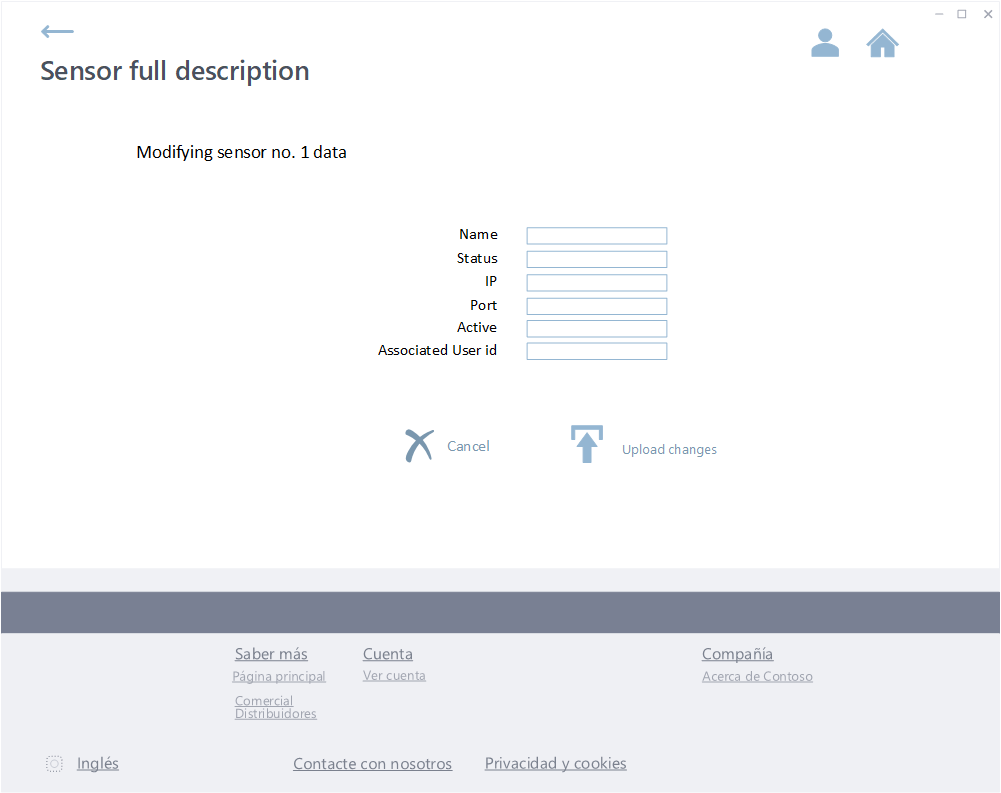 Sensor full description
Modifying sensor no. 1 data
Name
Status
IP
Port
Active
Associated User id
Cancel
Upload changes
Saber más
Cuenta
Compañía
Página principal
Ver cuenta
Acerca de Contoso
Comercial
Distribuidores
Inglés
Contacte con nosotros
Privacidad y cookies